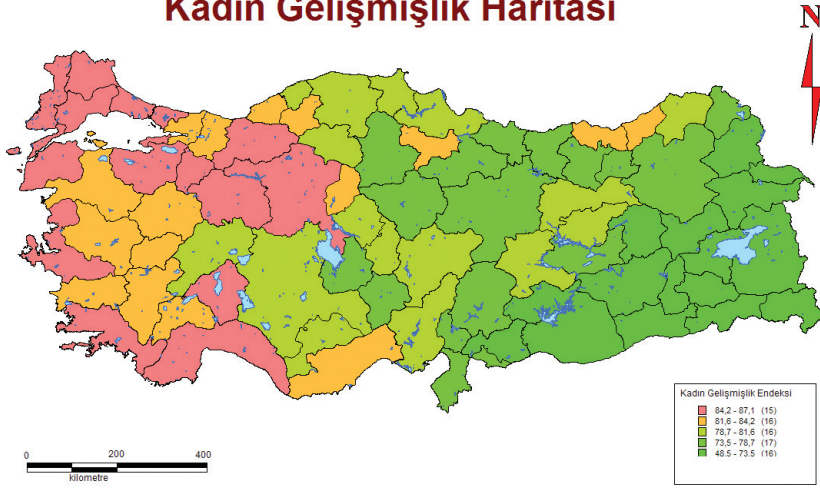 Kadın Gelişmişlik Haritası
N
Kadın Gelişmişlik Endeksi
84,2 - 87,1 (15)
81,6 - 84,2 (16)
78,7 - 81,6 (16)
73,5 - 78,7 (17)
48,5 - 73,5 (16)
0 200 400
kilometre